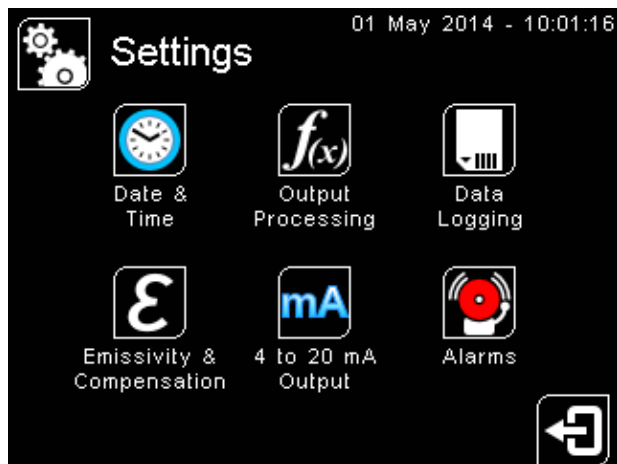 01 May 2014 - 10:01:16
Settings
f(x)
Date &
Time
Output
Processing
Data
Logging
ε
mA
Emissivity &
Compensation
4 to 20 mA
Output
Alarms